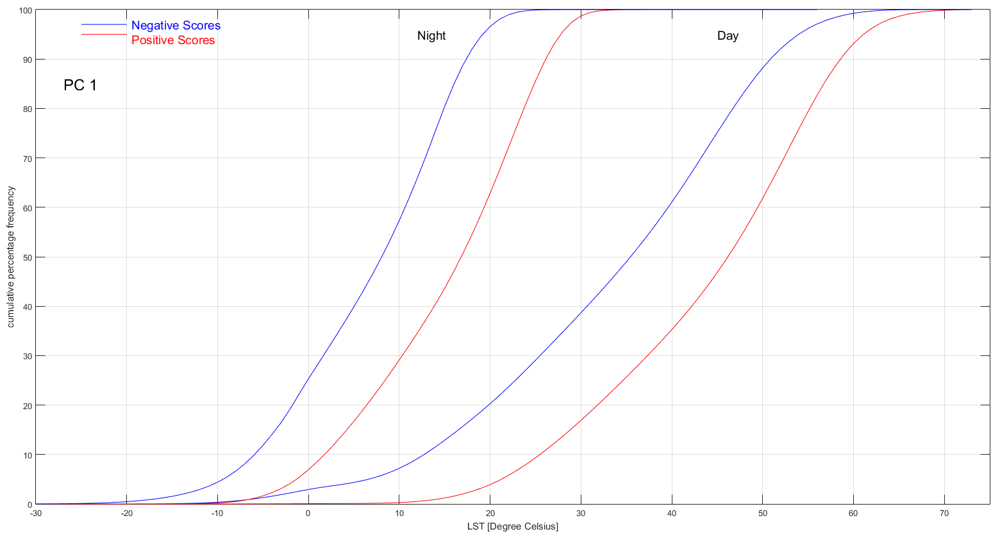 Negative Scores
Positive Scores
Night
Day
PC 1
100
90
80
70
60
50
40
30
20
10
0
cumulative percentage frequency
-30 -20 -10 -0 10 20 30 40 50 60 70
LST [Degree Celsius]